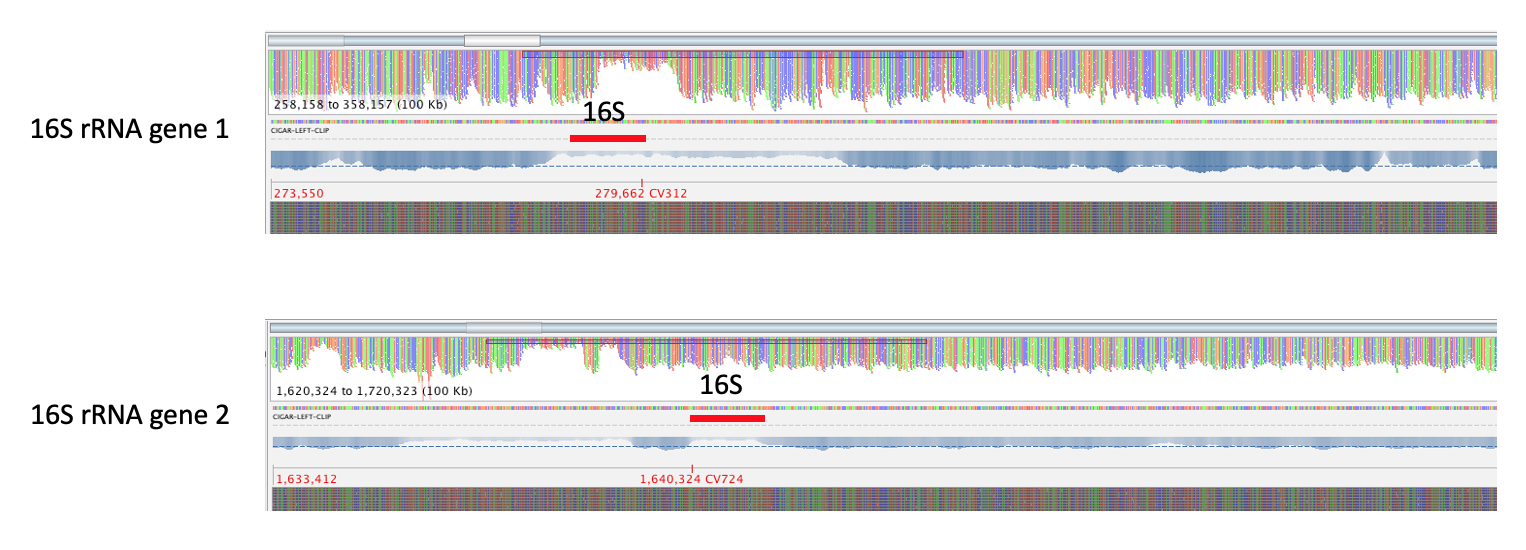 258,158 to 358,157 (100 Kb)
16S
16S rRNA gene 1
CIGAR-LEFT-CLIP
273,550
279,662 CV312
1,620,324 to 1,720,323 (100 Kb)
16S
16S rRNA gene 2
CIGAR-LEFT-CLIP
1,633,412
1,640,324 CV724